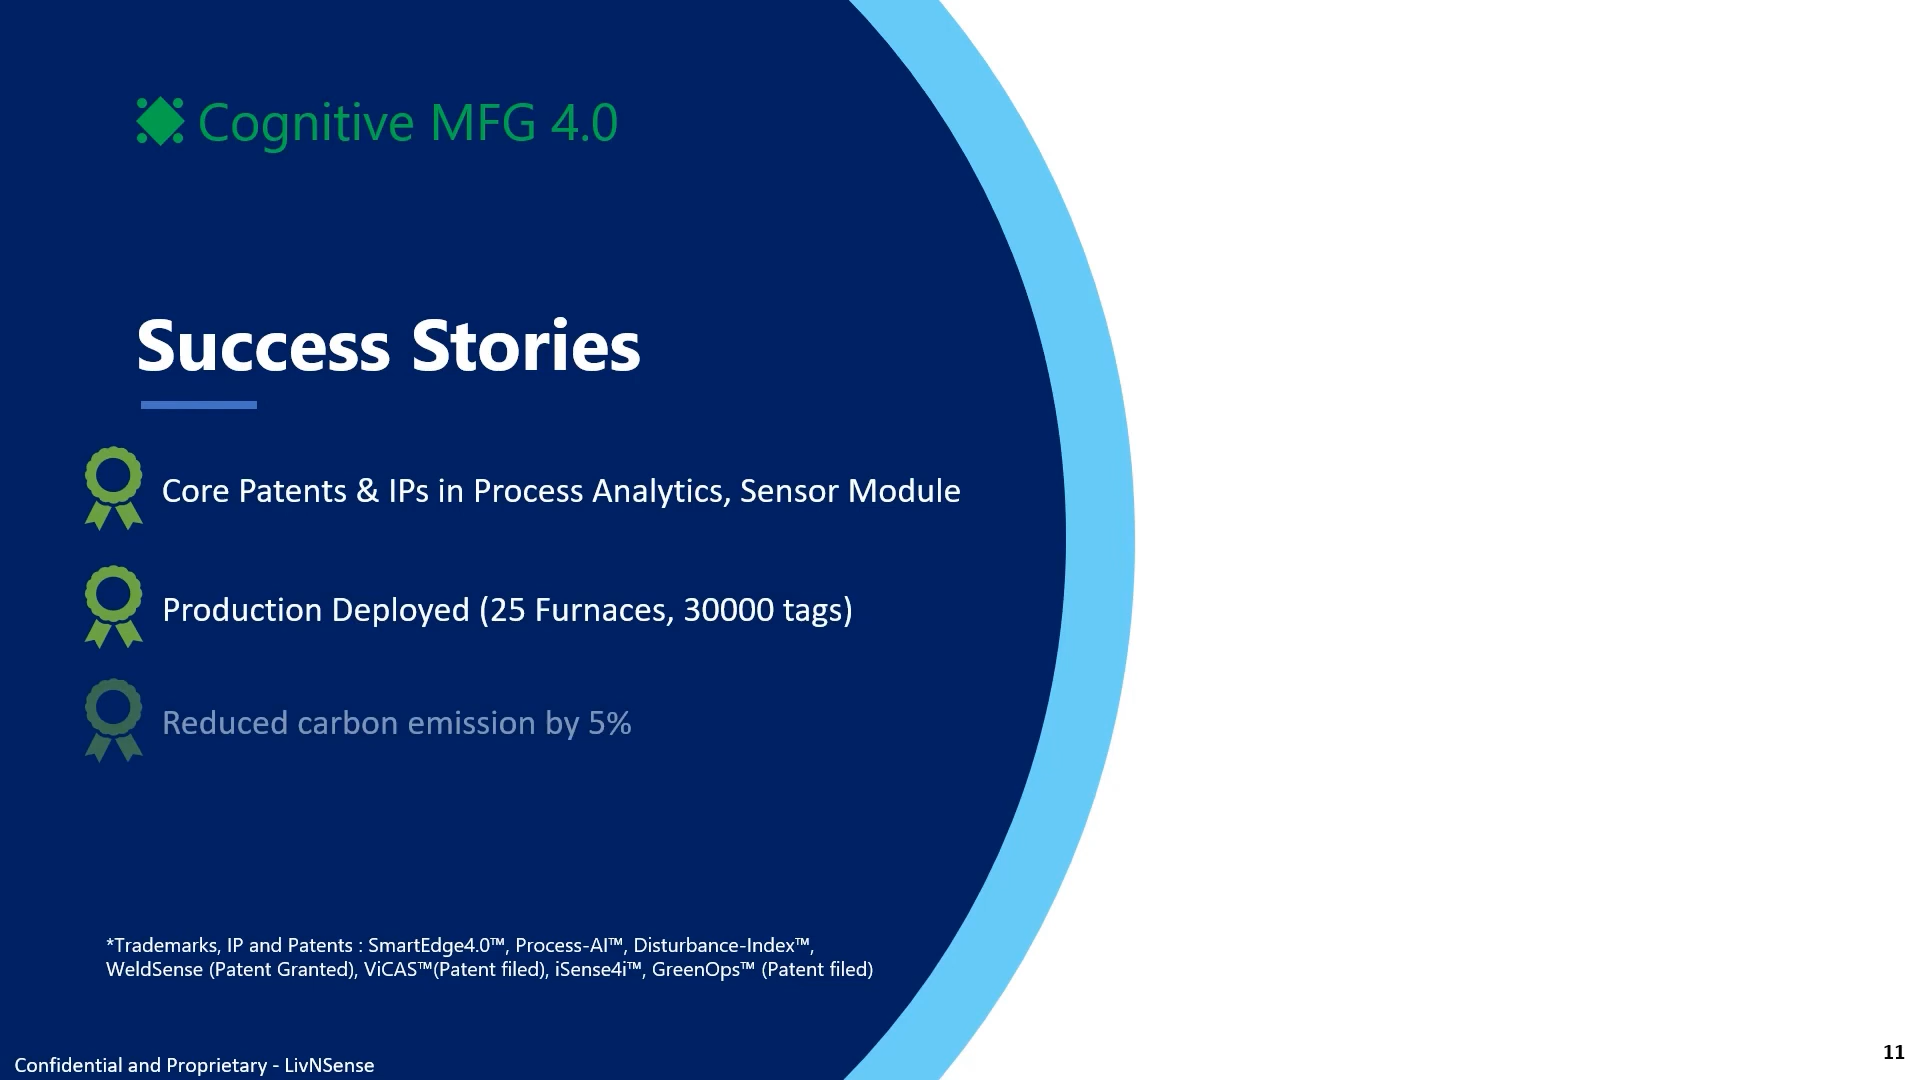 Cognitive MFG 4.0
Success Stories
Core Patents & IPs in Process Analytics, Sensor Module
Production Deployed (25 Furnaces, 30000 tags)
Reduced carbon emission by 5%
*Trademarks, IP and Patents : SmartEdge4.0™, Process-AI™, Disturbance-Index™,
WeldSense (Patent Granted), ViCAS™(Patent filed), iSense4i™, GreenOps™ (Patent filed)
Confidential and Proprietary - LivNSense
11